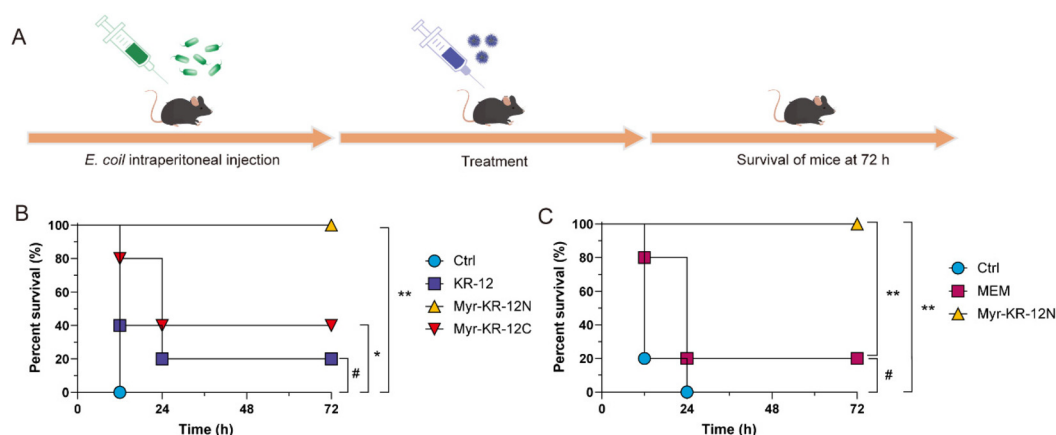 A
E. coil intraperitoneal injection
Treatment
Survival of mice at 72 h
B
Percent survival (%)
100
80
60
40
20
0
0
24
48
72
Time (h)
#
*
**
Ctrl
KR-12
Myr-KR-12N
Myr-KR-12C
C
Percent survival (%)
100
80
60
40
20
0
0
24
48
72
Time (h)
**
#
**
Ctrl
MEM
Myr-KR-12N